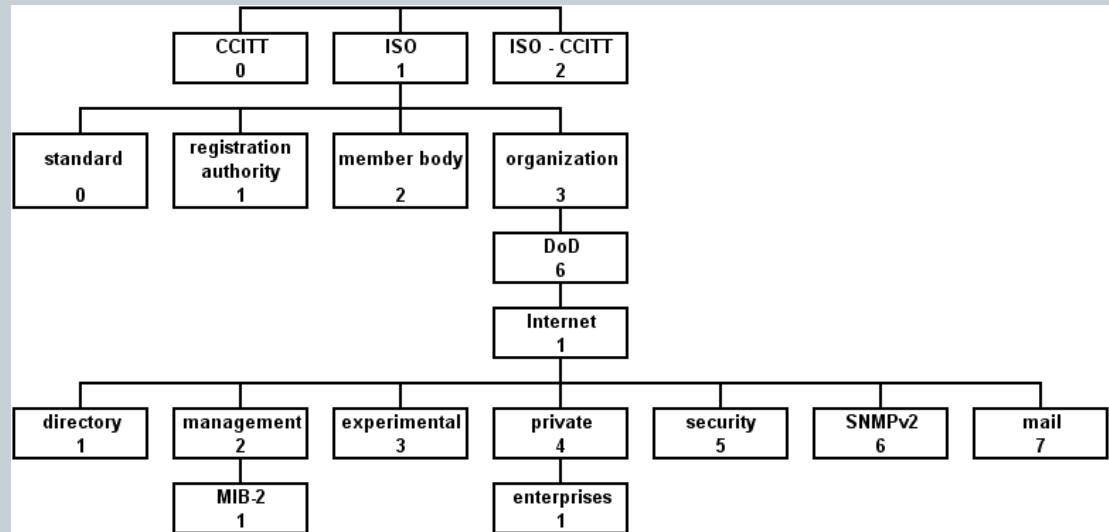 CCITT
0
ISO
1
ISO - CCITT
2
standard
0
registration
authority
1
member body
2
organization
3
DoD
6
Internet
1
directory
1
management
2
experimental
3
private
4
security
5
SNMPv2
6
mail
7
MIB-2
1
enterprises
1